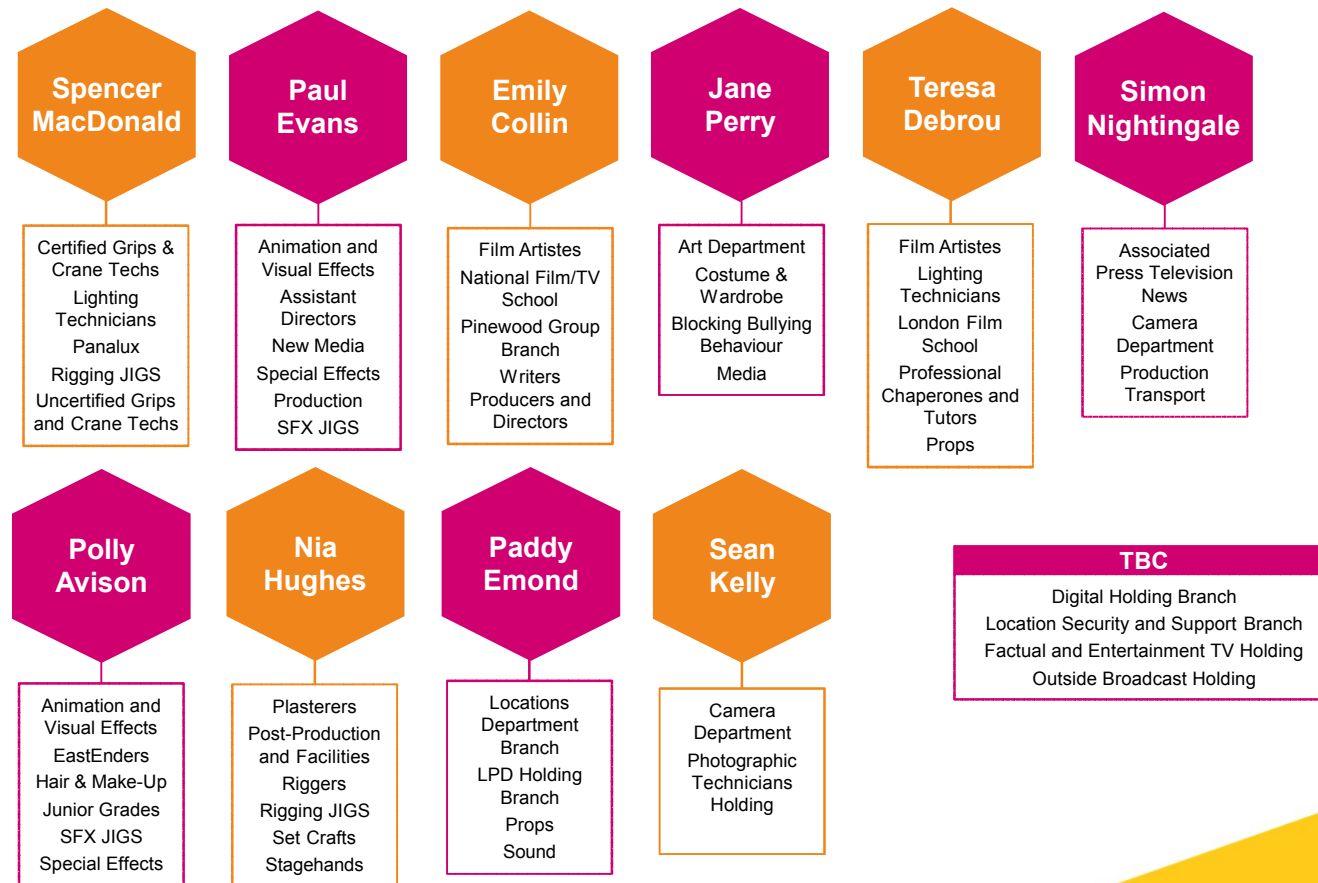 Spencer
MacDonald
Certified Grips &
Crane Techs
Lighting
Technicians
Panalux
Rigging JIGS
Uncertified Grips
and Crane Techs
Paul
Evans
Animation and
Visual Effects
Assistant
Directors
New Media
Special Effects
Production
SFX JIGS
Emily
Collin
Film Artistes
National Film/TV
School
Pinewood Group
Branch
Writers
Producers and
Directors
Jane
Perry
Art Department
Costume &
Wardrobe
Blocking Bullying
Behaviour
Media
Teresa
Debrou
Film Artistes
Lighting
Technicians
London Film
School
Professional
Chaperones and
Tutors
Props
Simon
Nightingale
Associated
Press Television
News
Camera
Department
Production
Transport
Polly
Avison
Animation and
Visual Effects
EastEnders
Hair & Make-Up
Junior Grades
SFX JIGS
Special Effects
Nia
Hughes
Plasterers
Post-Production
and Facilities
Riggers
Rigging JIGS
Set Crafts
Stagehands
Paddy
Emond
Locations
Department
Branch
LPD Holding
Branch
Props
Sound
Sean
Kelly
Camera
Department
Photographic
Technicians
Holding
TBC
Digital Holding Branch
Location Security and Support Branch
Factual and Entertainment TV Holding
Outside Broadcast Holding